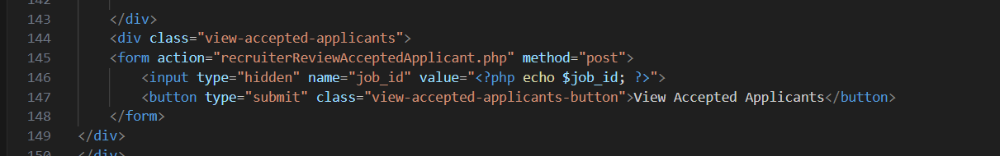 142
143 </div>
144 <div class="view-accepted-applicants">
145 <form action="recruiterReviewAcceptedApplicant.php" method="post">
146 <input type="hidden" name="job_id" value="<?php echo $job_id; ?>">
147 <button type="submit" class="view-accepted-applicants-button">View Accepted Applicants</button>
148 </form>
149 </div>
150 </div>